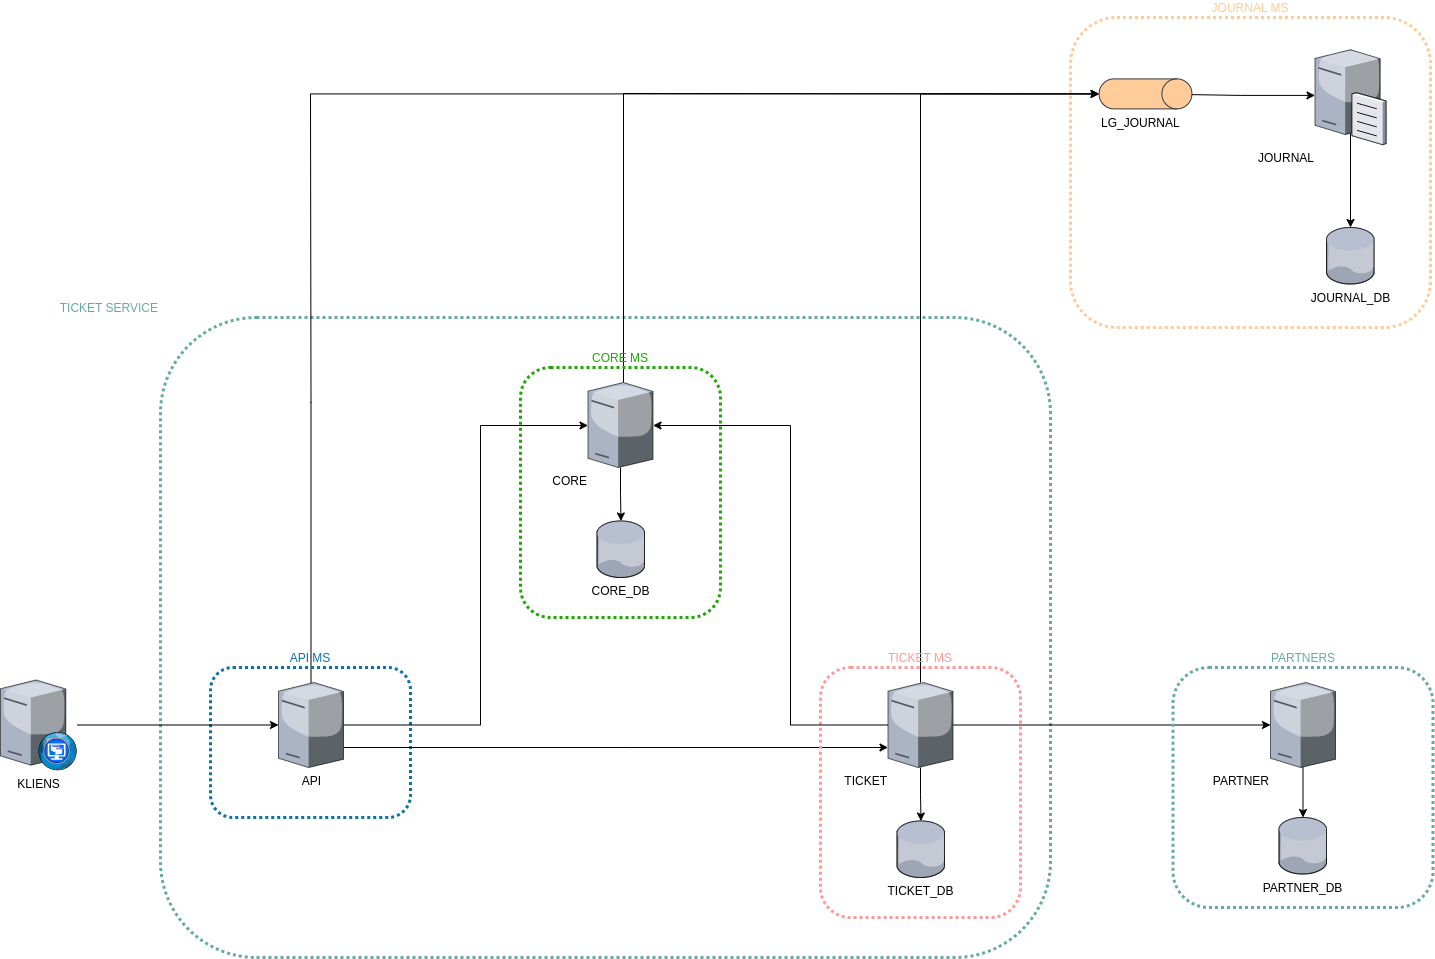 JOURNAL MS
LG_JOURNAL
JOURNAL
JOURNAL_DB
TICKET SERVICE
CORE MS
CORE
CORE_DB
API MS
TICKET MS
PARTNERS
KLIENS
API
TICKET
PARTNER
TICKET_DB
PARTNER_DB